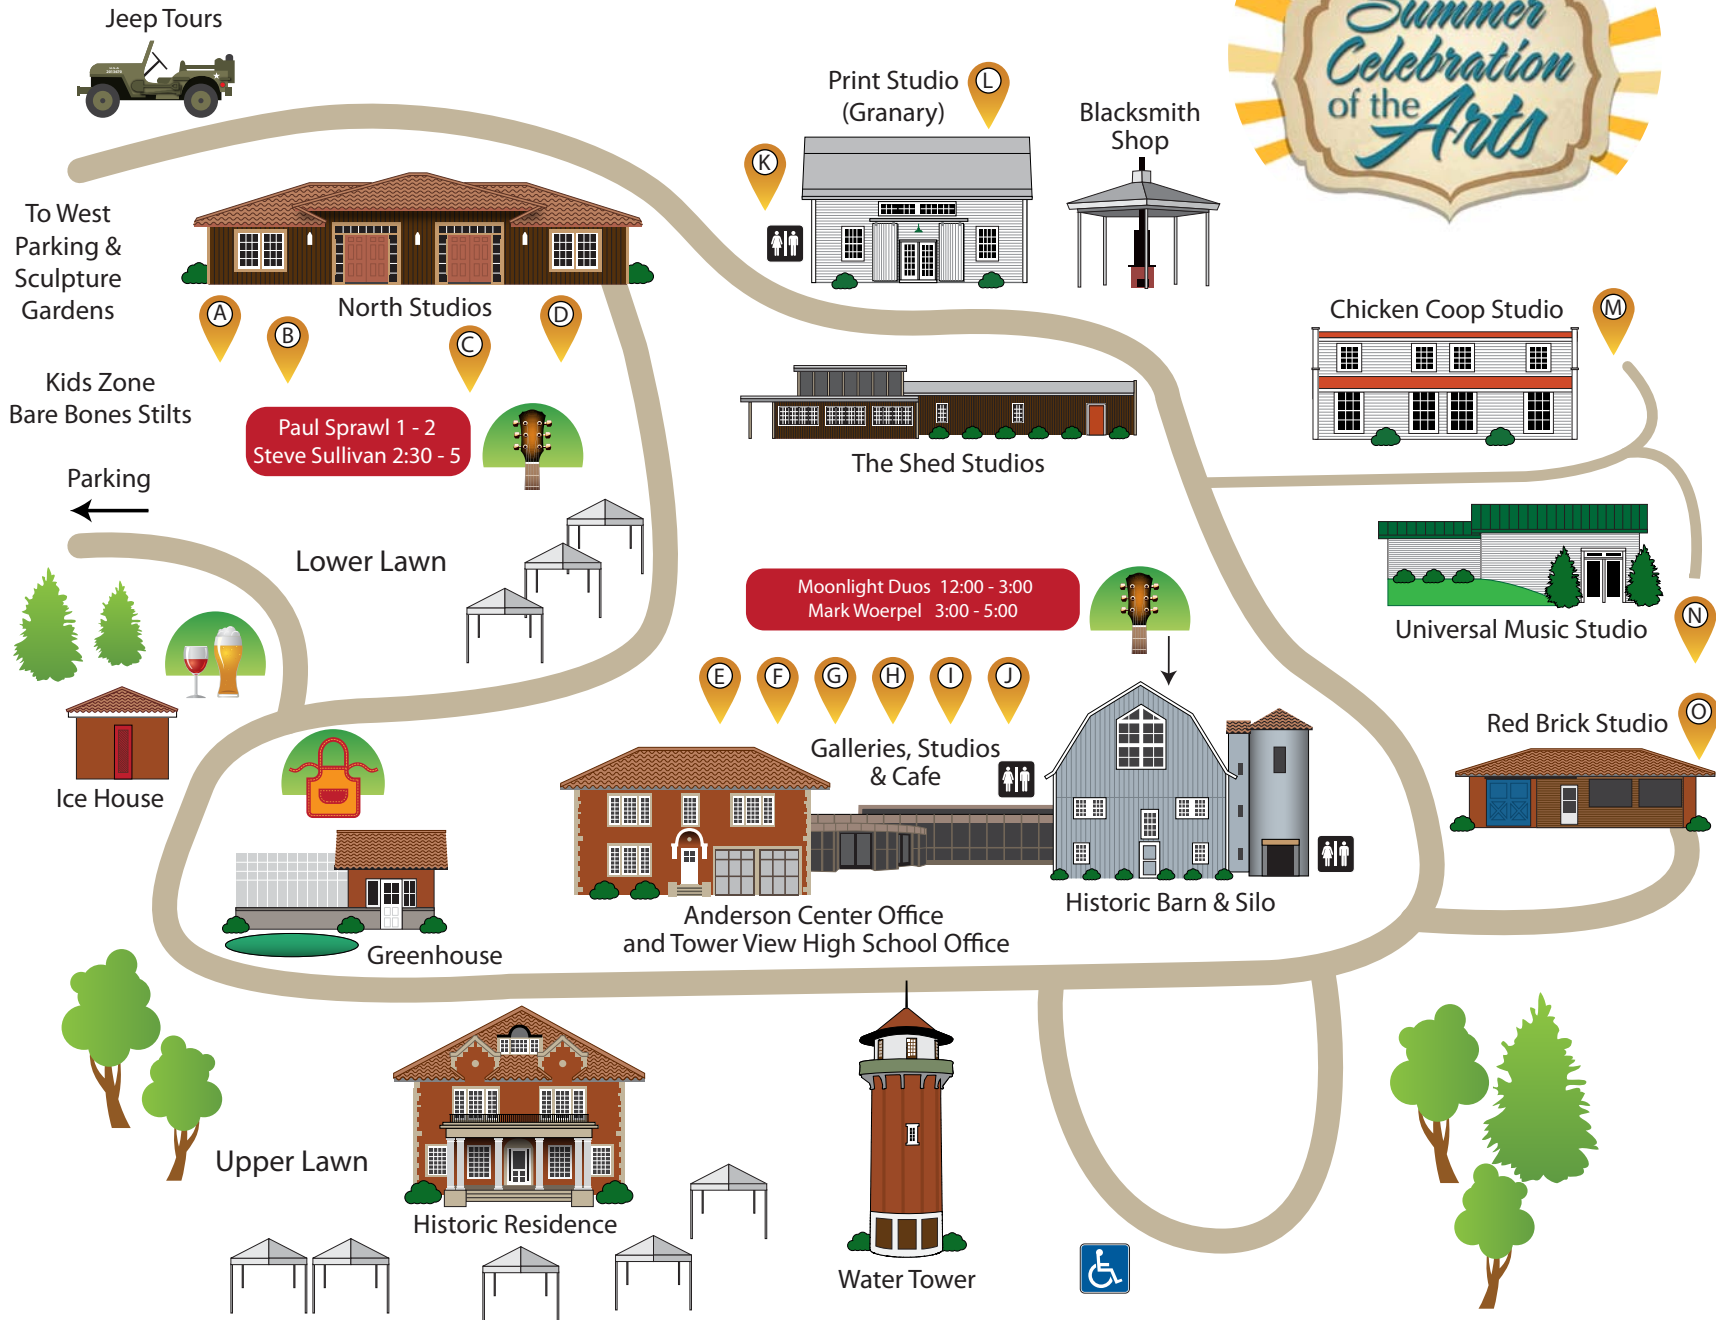 Jeep Tours
Summer
Celebration
of the Arts
Print Studio
(Granary)
L
K
Blacksmith
Shop
To West
Parking &
Sculpture
Gardens
North Studios
A
B
C
D
Chicken Coop Studio
M
Kids Zone
Bare Bones Stilts
Paul Sprawl 1 - 2
Steve Sullivan 2:30 - 5
The Shed Studios
Parking
Lower Lawn
Moonlight Duos 12:00 - 3:00
Mark Woerpel 3:00 - 5:00
Universal Music Studio
N
E
F
G
H
I
J
Galleries, Studios
& Cafe
Red Brick Studio
O
Ice House
Anderson Center Office
and Tower View High School Office
Historic Barn & Silo
Greenhouse
Upper Lawn
Historic Residence
Water Tower